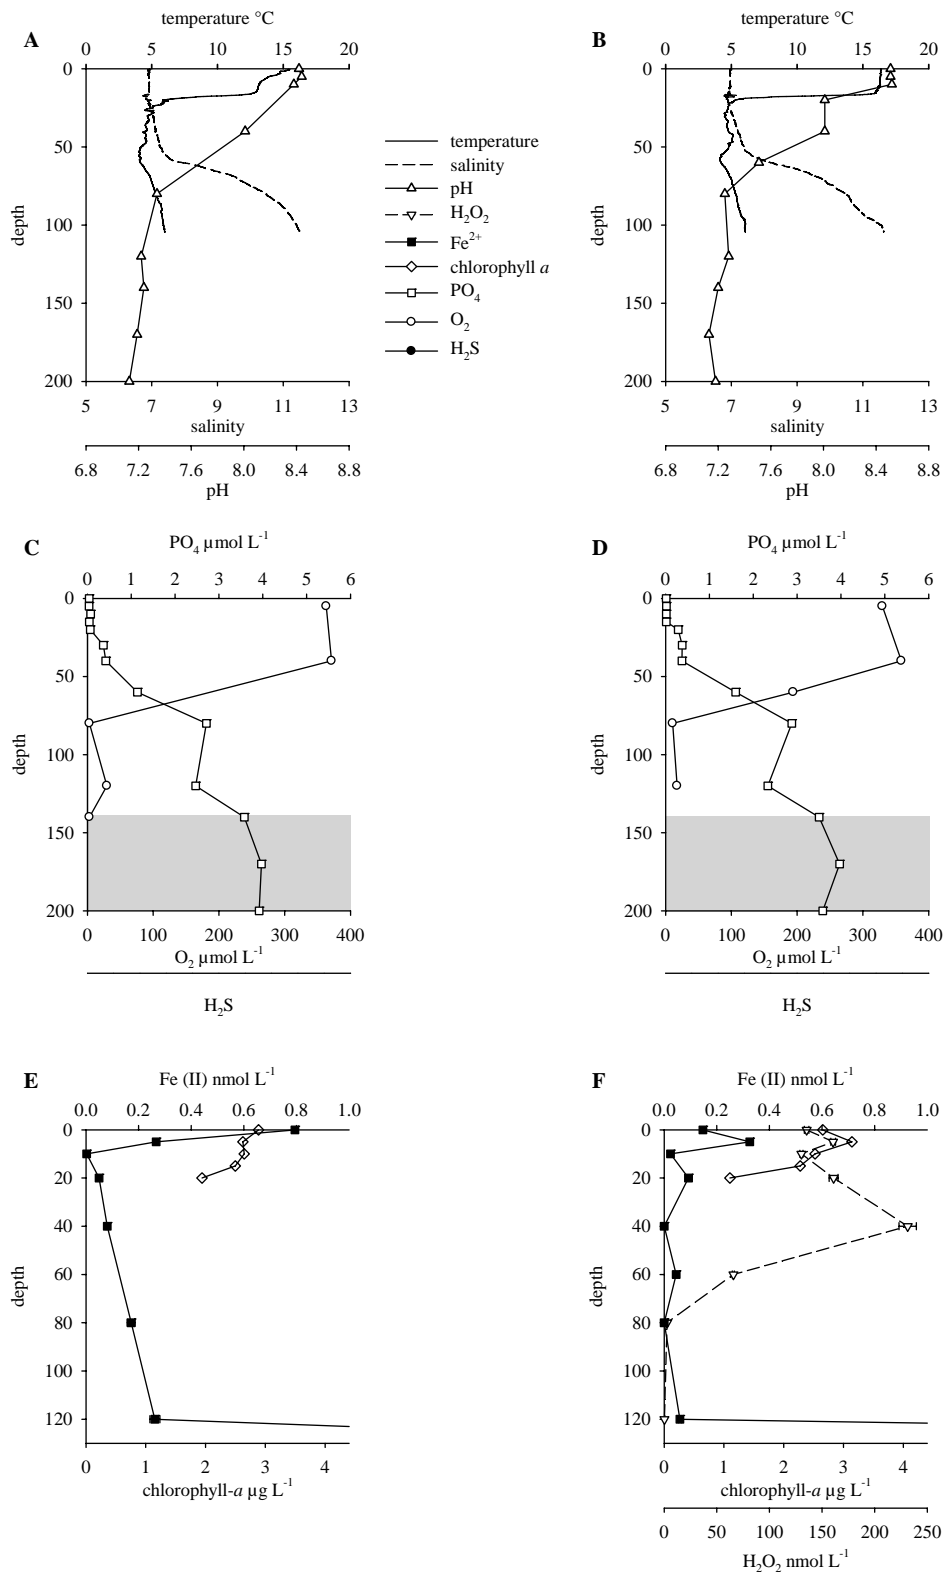 temperature °C
temperature °C
A
B
0 5 10 15 20
0 5 10 15 20
0
50
100
150
200
depth
temperature
salinity
pH
H₂O₂
Fe²⁺
chlorophyll a
PO₄
O₂
H₂S
0
50
100
150
200
depth
5 7 9 11 13
salinity
5 7 9 11 13
salinity
6.8 7.2 7.6 8.0 8.4 8.8
pH
6.8 7.2 7.6 8.0 8.4 8.8
pH
C
PO₄ µmol L⁻¹
D
PO₄ µmol L⁻¹
0 1 2 3 4 5 6
0 1 2 3 4 5 6
0
50
100
150
200
depth
0
50
100
150
200
depth
0 100 200 300 400
O₂ µmol L⁻¹
0 100 200 300 400
O₂ µmol L⁻¹
H₂S
H₂S
E
Fe (II) nmol L⁻¹
F
Fe (II) nmol L⁻¹
0.0 0.2 0.4 0.6 0.8 1.0
0.0 0.2 0.4 0.6 0.8 1.0
0
20
40
60
80
100
120
depth
0
20
40
60
80
100
120
depth
0 1 2 3 4
chlorophyll-a µg L⁻¹
0 1 2 3 4
chlorophyll-a µg L⁻¹
0 50 100 150 200 250
H₂O₂ nmol L⁻¹